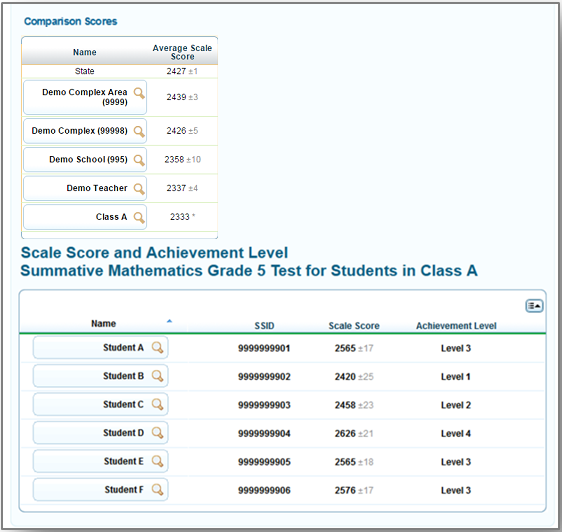 Comparison Scores
Name Average Scale
Score
State 2427 ±1
Demo Complex Area
(9999) 2439 ±3
Demo Complex (99998) 2426 ±5
Demo School (995) 2358 ±10
Demo Teacher 2337 ±4
Class A 2333 *
Scale Score and Achievement Level
Summative Mathematics Grade 5 Test for Students in Class A
Name SSID Scale Score Achievement Level
Student A 9999999901 2565 ±17 Level 3
Student B 9999999902 2420 ±25 Level 1
Student C 9999999903 2458 ±23 Level 2
Student D 9999999904 2626 ±21 Level 4
Student E 9999999905 2565 ±18 Level 3
Student F 9999999906 2576 ±17 Level 3